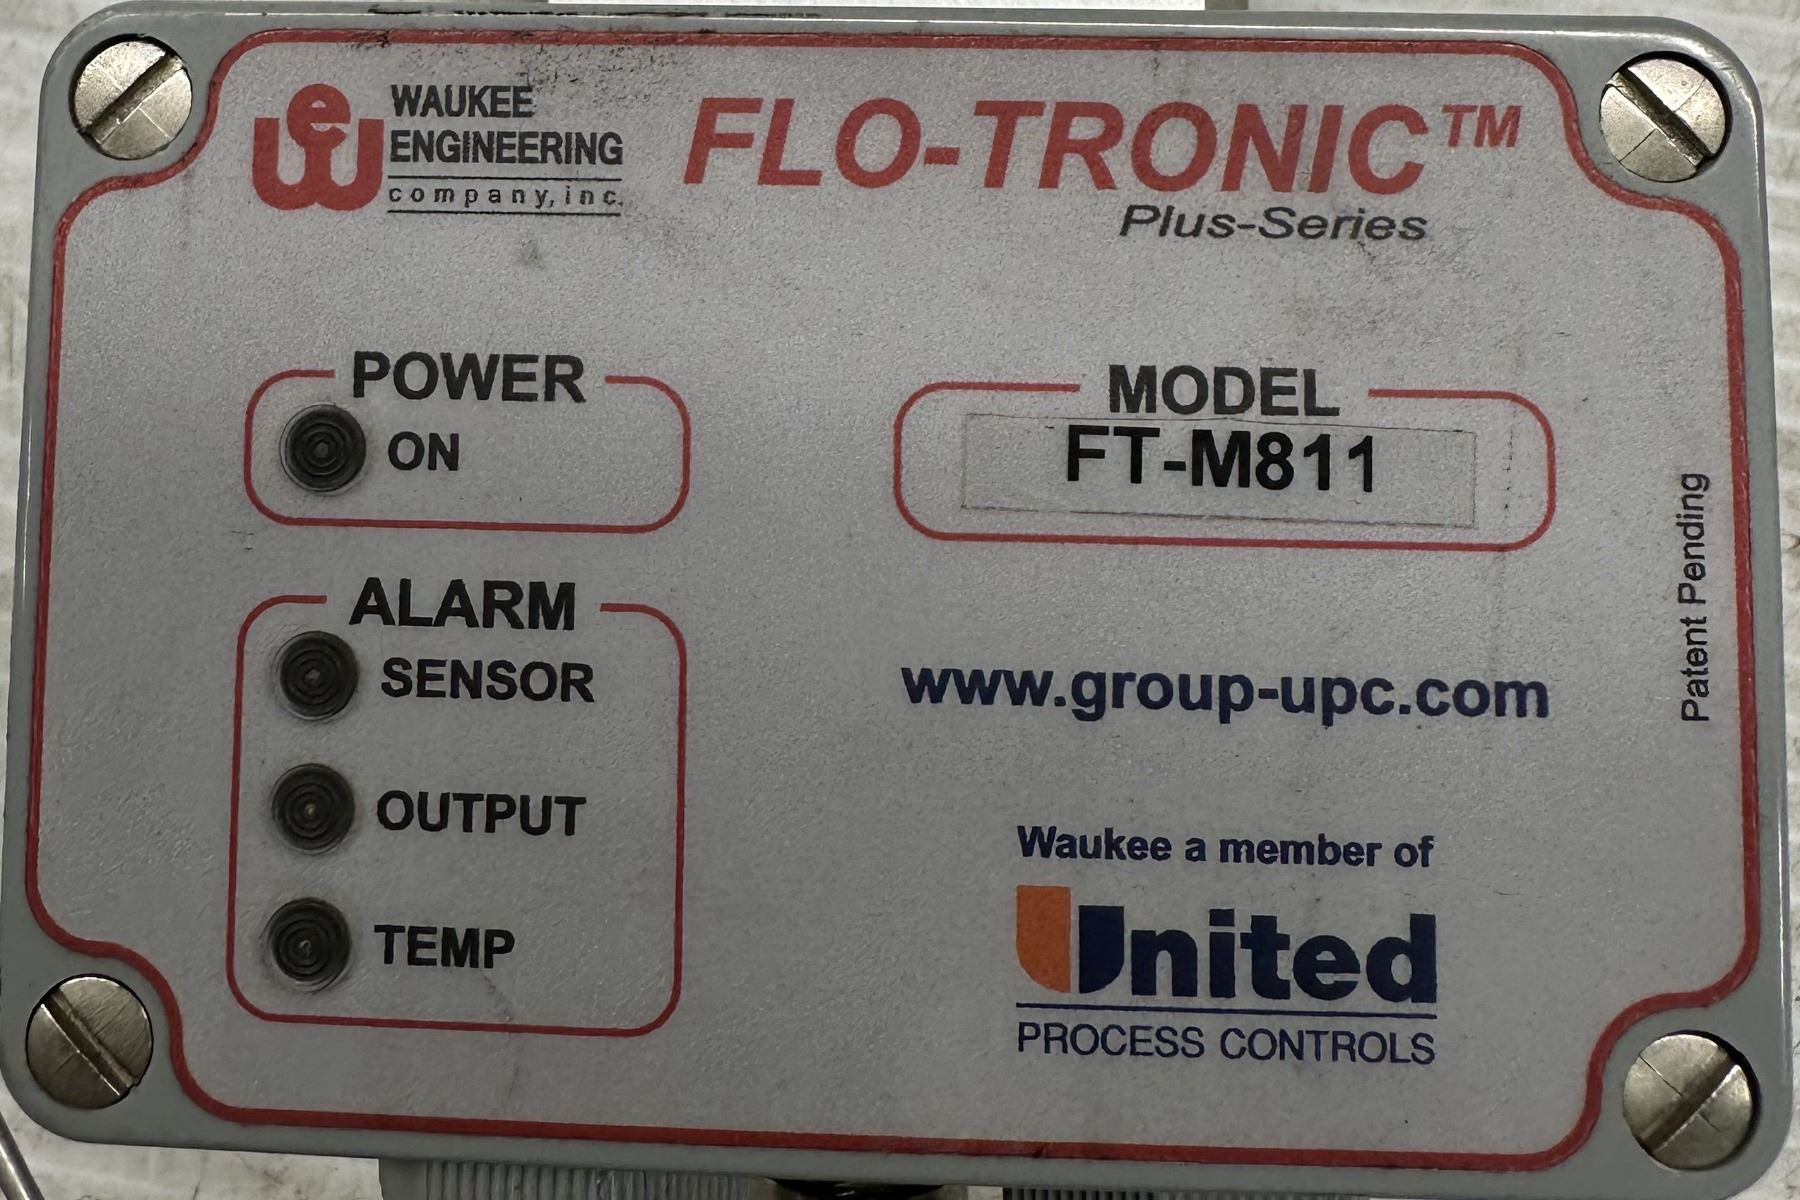 WAUKEE
ENGINEERING
company, inc.
FLO-TRONIC™
Plus-Series
POWER
ON
MODEL
FT-M811
ALARM
SENSOR
OUTPUT
TEMP
www.group-upc.com
Patent Pending
Waukee a member of
United
PROCESS CONTROLS